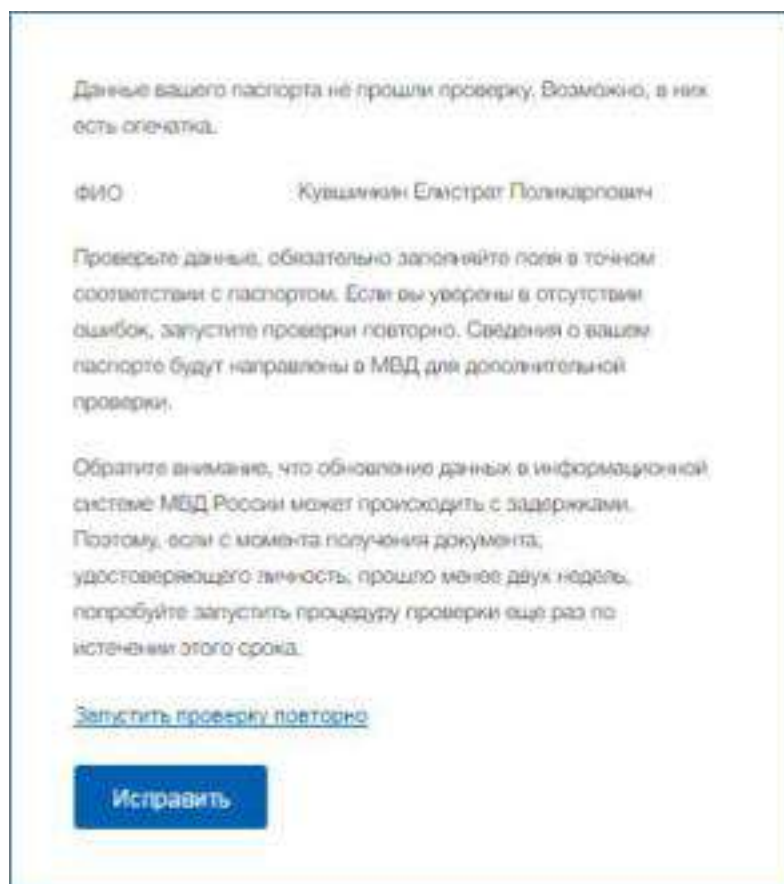 Данные вашего паспорта не прошли проверку. Возможно, в них
есть опечатка.
ФИО Кувшинкин Елистрат Поликарпович
Проверьте данные, обязательно заполняйте поля в точном
соответствии с паспортом. Если вы уверены в отсутствии
ошибок, запустите проверки повторно. Сведения о вашем
паспорте будут направлены в МВД для дополнительной
проверки.
Обратите внимание, что обновление данных в информационной
системе МВД России может происходить с задержками.
Поэтому, если с момента получения документа,
удостоверяющего личность, прошло менее двух недель,
попробуйте запустить процедуру проверки еще раз по
истечении этого срока.
Запустить проверку повторно
Исправить